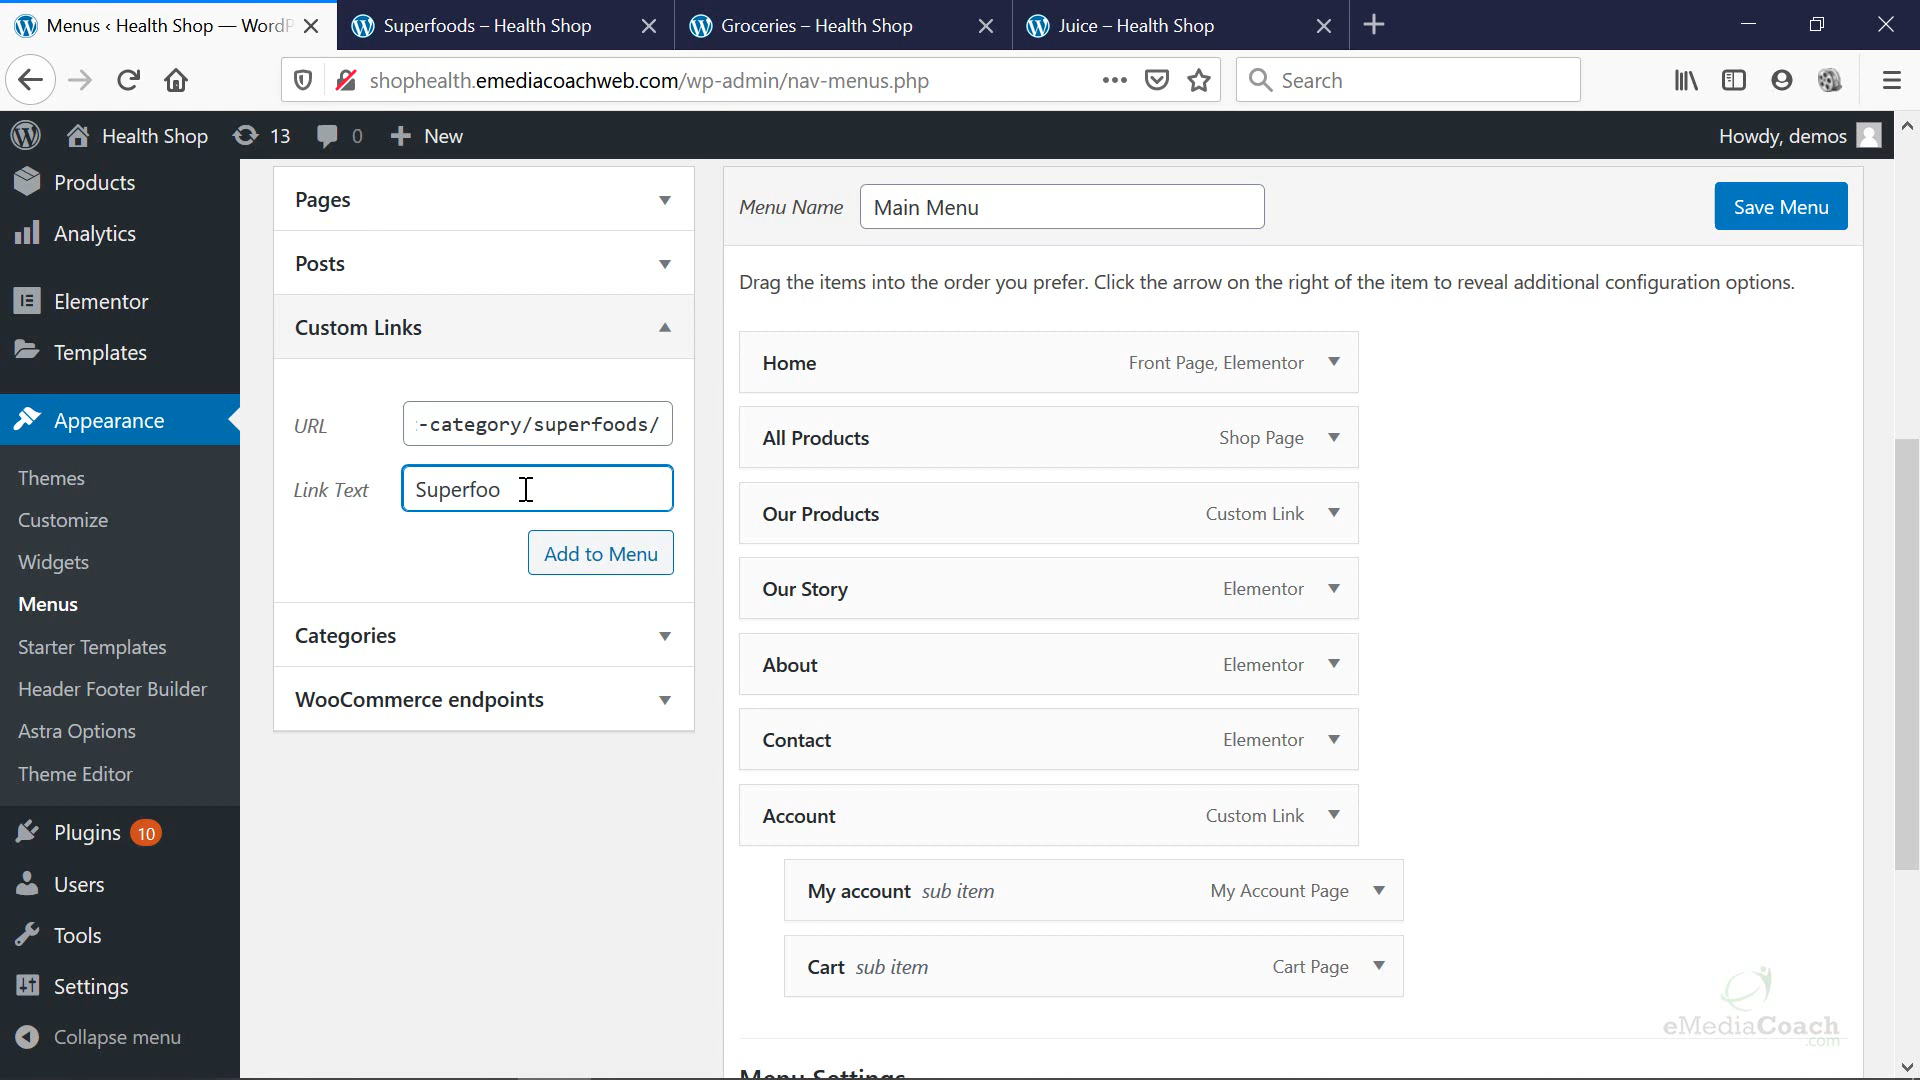 Menus ‹ Health Shop — WordP
Superfoods – Health Shop
Groceries – Health Shop
Juice – Health Shop
shophealth.emediacoachweb.com/wp-admin/nav-menus.php
Search
Health Shop
13
0
New
Howdy, demos
Products
Analytics
Elementor
Templates
Appearance
Themes
Customize
Widgets
Menus
Starter Templates
Header Footer Builder
Astra Options
Theme Editor
Plugins 10
Users
Tools
Settings
Collapse menu
Pages
Posts
Custom Links
URL
-category/superfoods/
Link Text
Superfoo
Add to Menu
Categories
WooCommerce endpoints
Menu Name
Main Menu
Save Menu
Drag the items into the order you prefer. Click the arrow on the right of the item to reveal additional configuration options.
Home Front Page, Elementor
All Products Shop Page
Our Products Custom Link
Our Story Elementor
About Elementor
Contact Elementor
Account Custom Link
My account sub item My Account Page
Cart sub item Cart Page
Menu Settings
eMediaCoach
.com